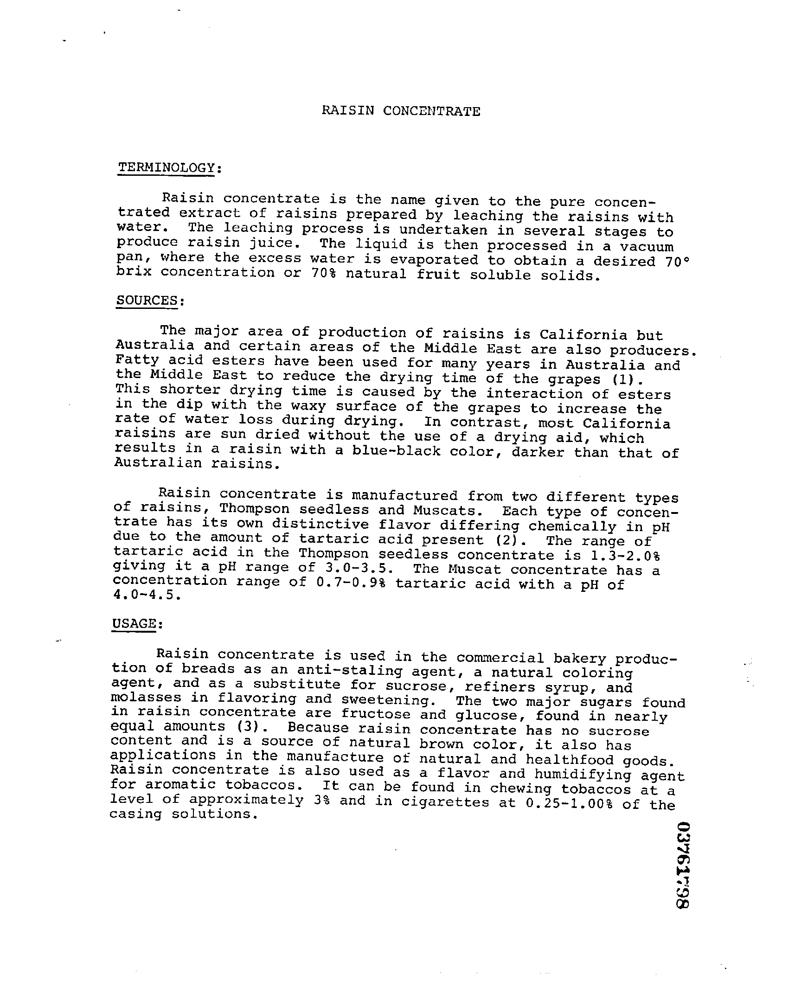 RAISIN CONCENTRATE
TERMINOLOGY:
Raisin concentrate is the name given to the pure concen-
trated extract of raisins prepared by leaching the raisins with
water. The leaching process is undertaken in several stages to
produce raisin juice. The liquid is then processed in a vacuum
pan, where the excess water is evaporated to obtain a desired 70°
brix concentration or 70% natural fruit soluble solids.
SOURCES:
The major area of production of raisins is California but
Australia and certain areas of the Middle East are also producers.
Fatty acid esters have been used for many years in Australia and
the Middle East to reduce the drying time of the grapes (1).
This shorter drying time is caused by the interaction of esters
in the dip with the waxy surface of the grapes to increase the
rate of water loss during drying. In contrast, most California
raisins are sun dried without the use of a drying aid, which
results in a raisin with a blue-black color, darker than that of
Australian raisins.
Raisin concentrate is manufactured from two different types
of raisins, Thompson seedless and Muscats. Each type of concen-
trate has its own distinctive flavor differing chemically in pH
due to the amount of tartaric acid present (2). The range of
tartaric acid in the Thompson seedless concentrate is 1.3-2.0%
giving it a pH range of 3.0-3.5. The Muscat concentrate has a
concentration range of 0.7-0.9% tartaric acid with a pH of
4.0-4.5.
USAGE:
Raisin concentrate is used in the commercial bakery produc-
tion of breads as an anti-staling agent, a natural coloring
agent, and as a substitute for sucrose, refiners syrup, and
molasses in flavoring and sweetening. The two major sugars found
in raisin concentrate are fructose and glucose, found in nearly
equal amounts (3). Because raisin concentrate has no sucrose
content and is a source of natural brown color, it also has
applications in the manufacture of natural and healthfood goods.
Raisin concentrate is also used as a flavor and humidifying agent
for aromatic tobaccos. It can be found in chewing tobaccos at a
level of approximately 3% and in cigarettes at 0.25-1.00% of the
casing solutions.
03761798